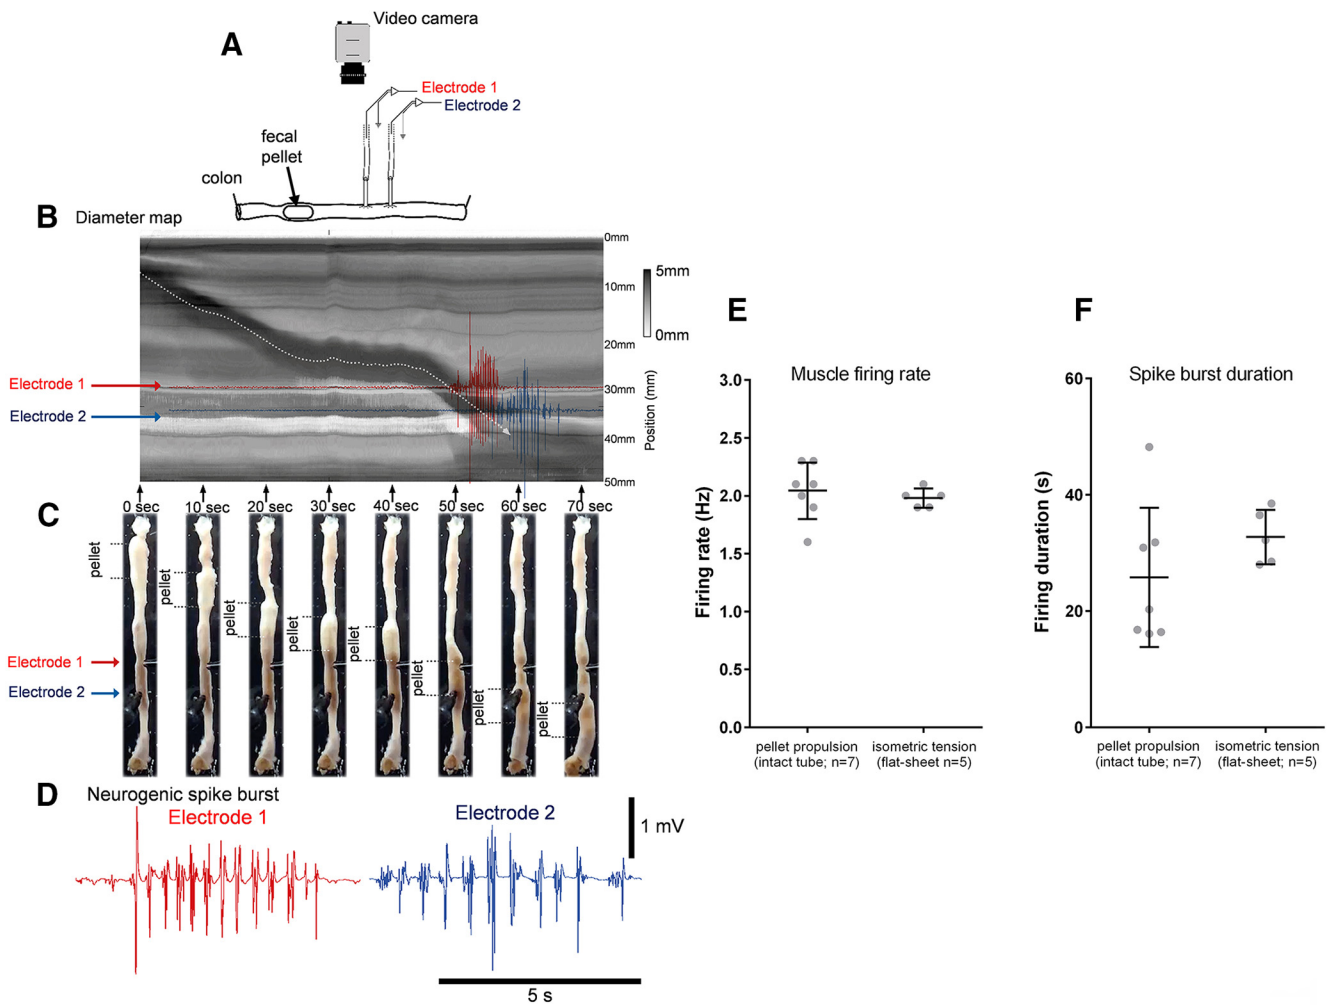 A
Video camera
Electrode 1
Electrode 2
fecal
pellet
colon
B
Diameter map
0mm
10mm
20mm
30mm
40mm
50mm
Position (mm)
5mm
0mm
Electrode 1
Electrode 2
C
0 sec
10 sec
20 sec
30 sec
40 sec
50 sec
60 sec
70 sec
pellet
pellet
pellet
pellet
pellet
pellet
pellet
pellet
Electrode 1
Electrode 2
D
Neurogenic spike burst
Electrode 1
Electrode 2
1 mV
5 s
E
Muscle firing rate
Firing rate (Hz)
3.0
2.5
2.0
1.5
1.0
0.5
0.0
pellet propulsion
(intact tube; n=7)
isometric tension
(flat-sheet n=5)
F
Spike burst duration
Firing duration (s)
60
40
20
0
pellet propulsion
(intact tube; n=7)
isometric tension
(flat-sheet; n=5)